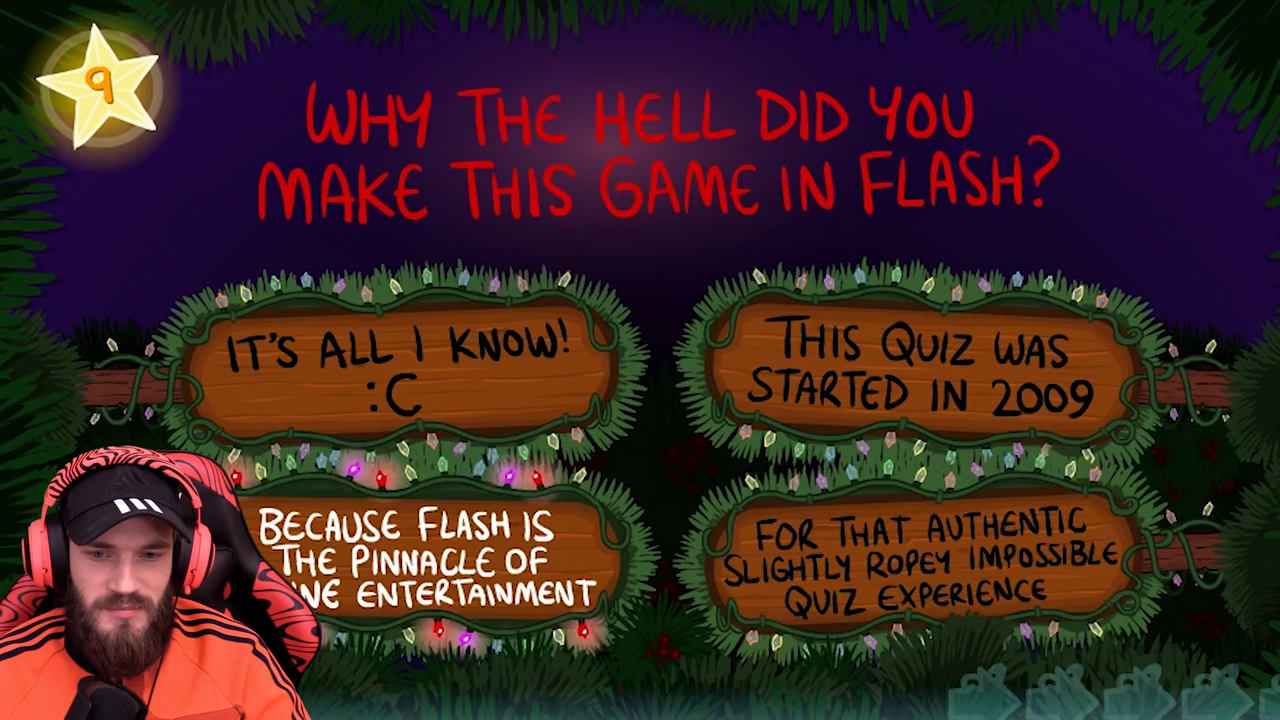 9
WHY THE HELL DID YOU
MAKE THIS GAME IN FLASH?
IT'S ALL I KNOW!
:C
THIS QUIZ WAS
STARTED IN 2009
BECAUSE FLASH IS
THE PINNACLE OF
ENTERTAINMENT
FOR THAT AUTHENTIC
SLIGHTLY ROPEY IMPOSSIBLE
QUIZ EXPERIENCE